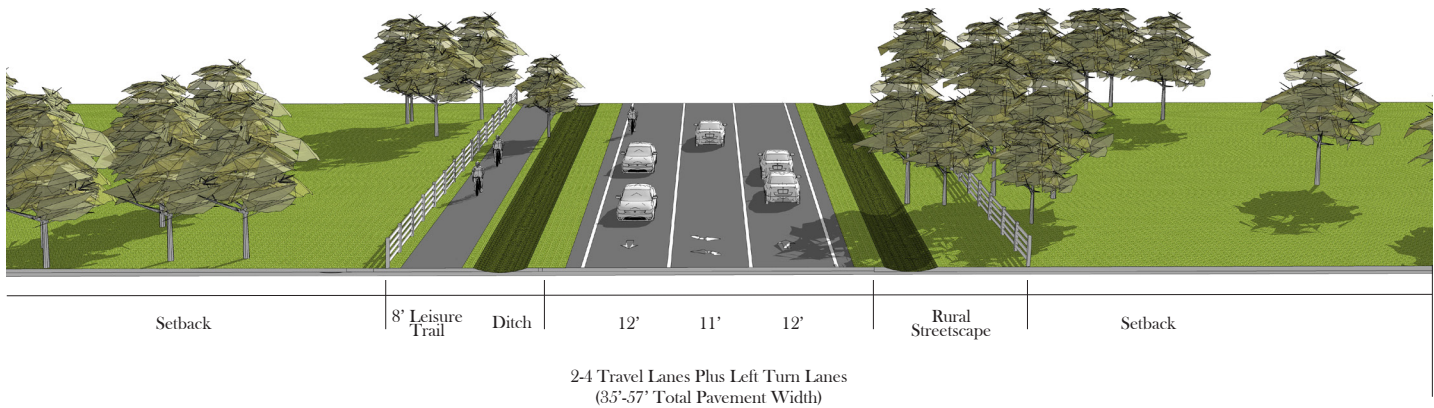 Setback
8’ Leisure
Trail
Ditch
12’
11’
12’
Rural
Streetscape
Setback
2-4 Travel Lanes Plus Left Turn Lanes
(35’-57’ Total Pavement Width)